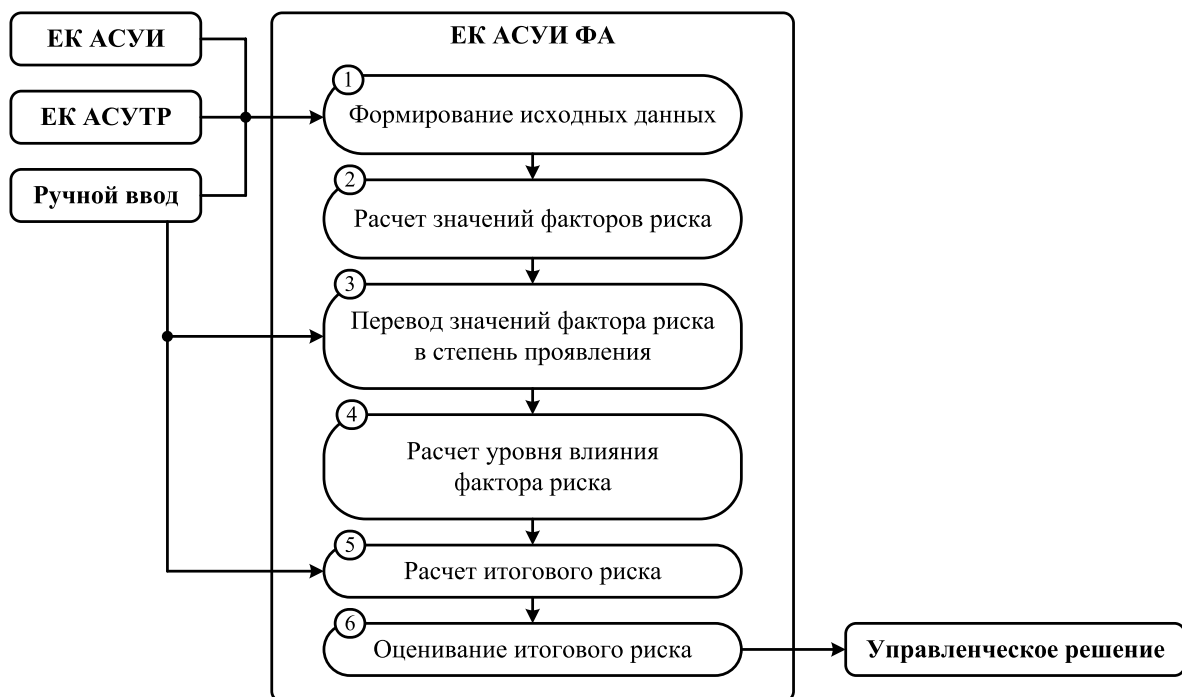 ЕК АСУИ
ЕК АСУТР
Ручной ввод
ЕК АСУИ ФА
1
Формирование исходных данных
2
Расчет значений факторов риска
3
Перевод значений фактора риска
в степень проявления
4
Расчет уровня влияния
фактора риска
5
Расчет итогового риска
6
Оценивание итогового риска
Управленческое решение